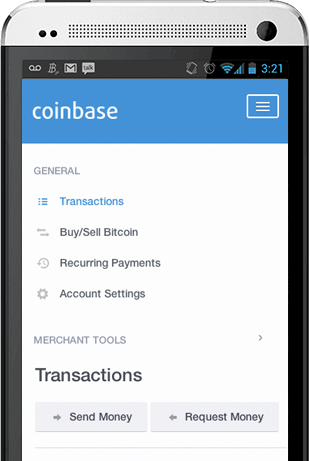 talk
3:21
coinbase
GENERAL
Transactions
Buy/Sell Bitcoin
Recurring Payments
Account Settings
MERCHANT TOOLS
Transactions
Send Money
Request Money